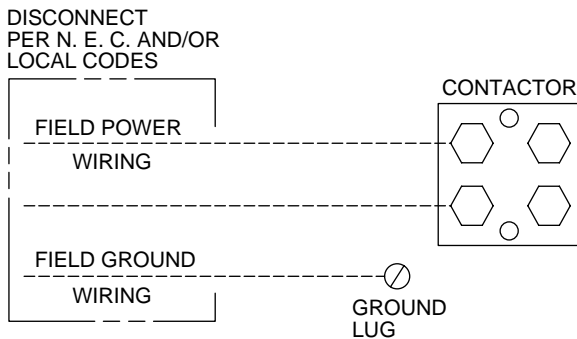 DISCONNECT
PER N. E. C. AND/OR
LOCAL CODES
CONTACTOR
FIELD POWER
WIRING
FIELD GROUND
WIRING
GROUND
LUG